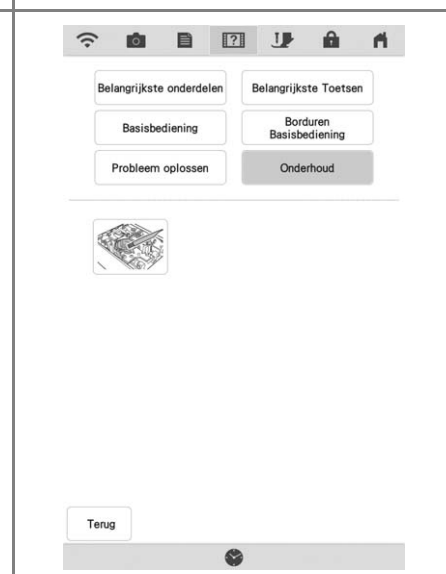 Belangrijkste onderdelen
Belangrijkste Toetsen
Basisbediening
Borduren
Basisbediening
Probleem oplossen
Onderhoud
Terug